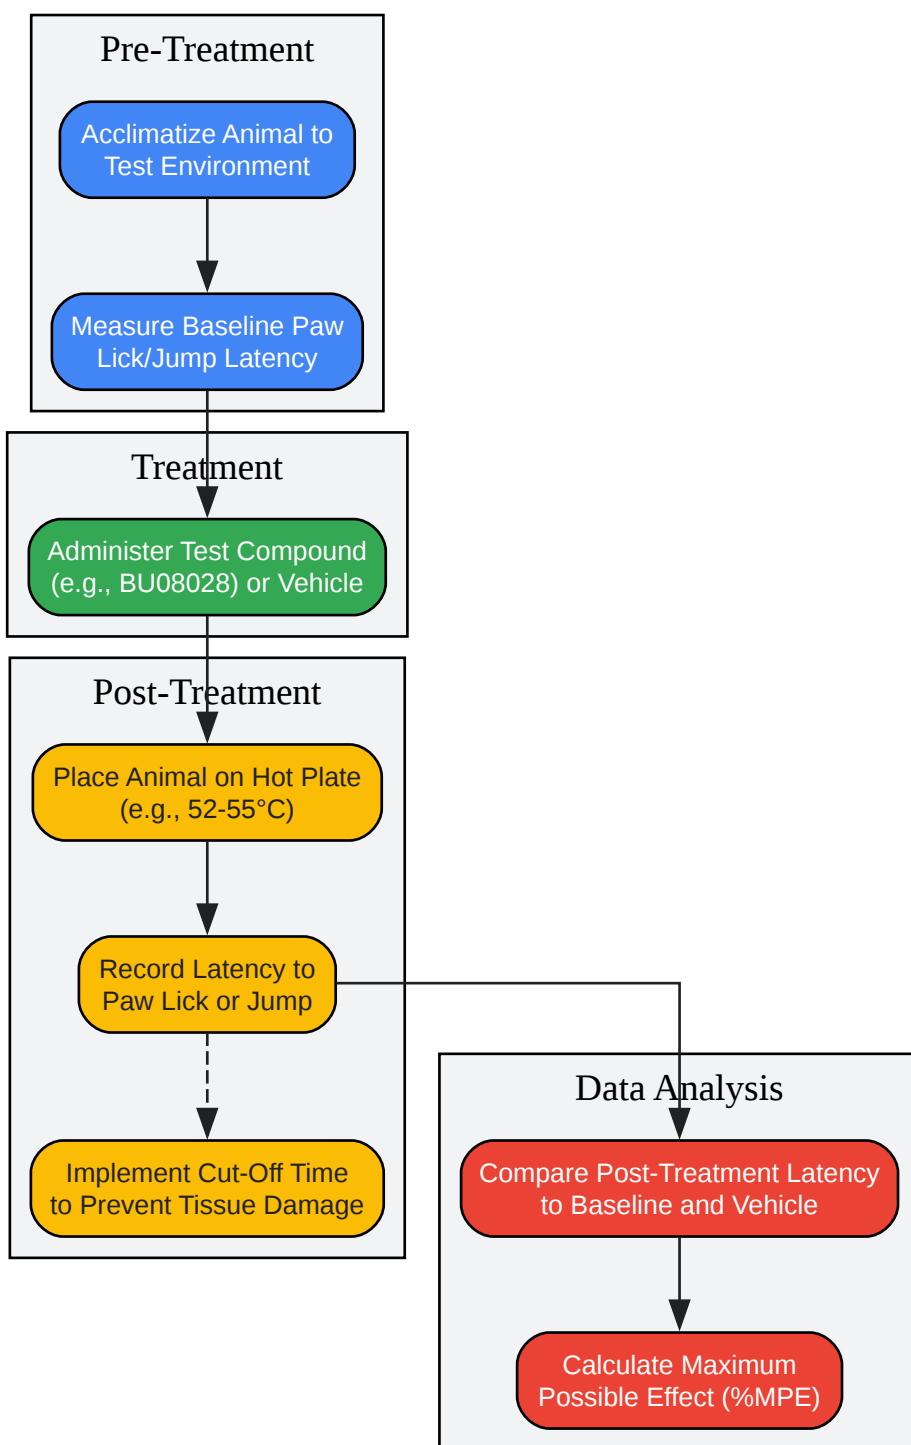 Pre-Treatment
Acclimatize Animal to
Test Environment
Measure Baseline Paw
Lick/Jump Latency
Treatment
Administer Test Compound
(e.g., BU08028) or Vehicle
Post-Treatment
Place Animal on Hot Plate
(e.g., 52-55°C)
Record Latency to
Paw Lick or Jump
Implement Cut-Off Time
to Prevent Tissue Damage
Data Analysis
Compare Post-Treatment Latency
to Baseline and Vehicle
Calculate Maximum
Possible Effect (%MPE)